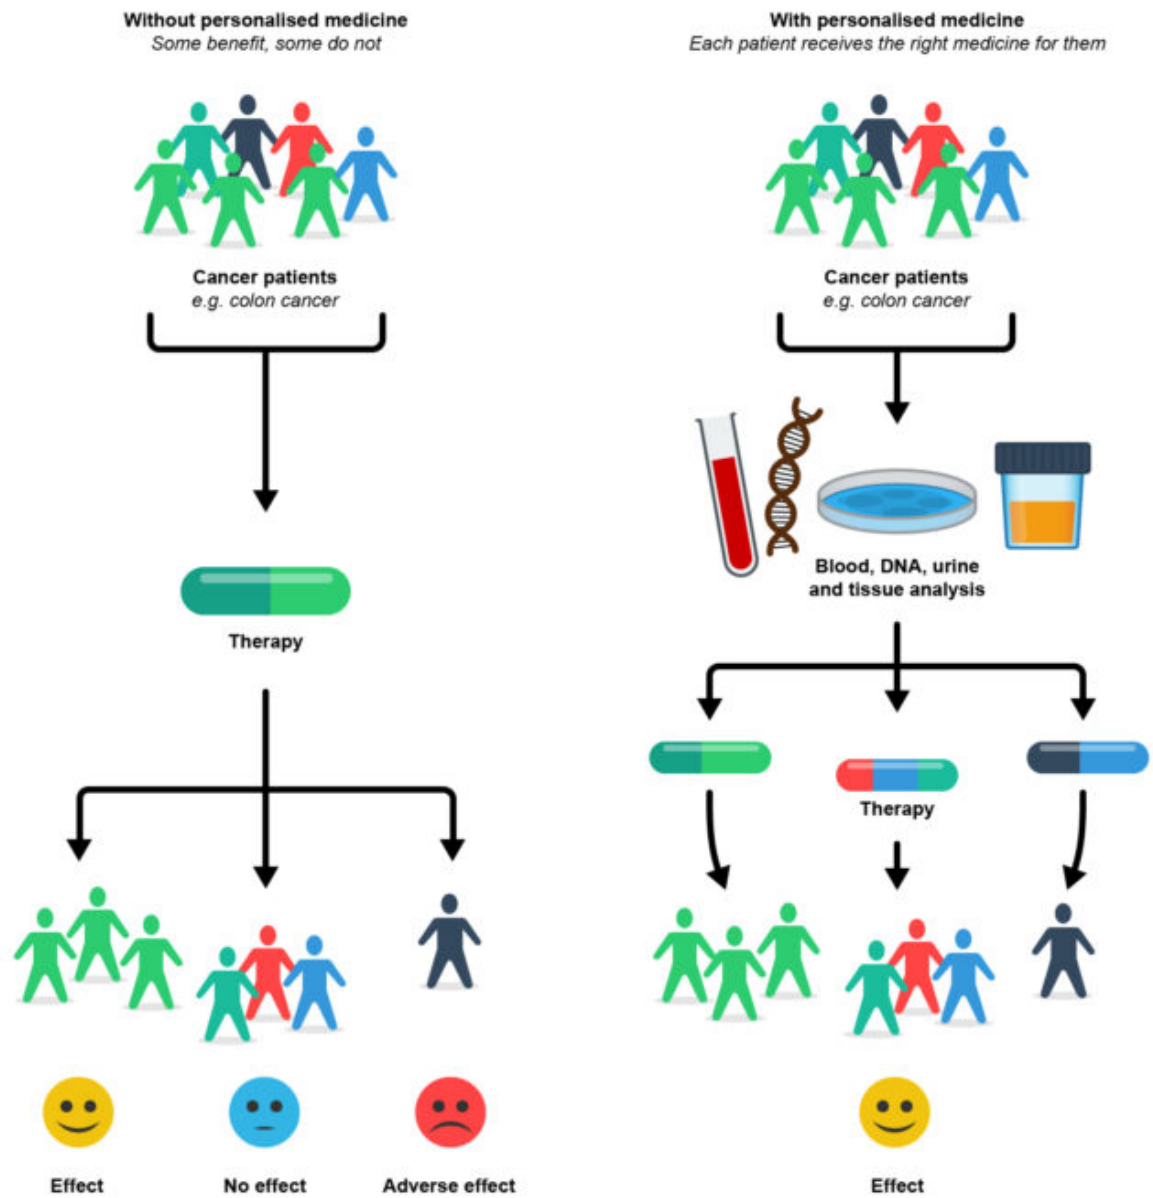 Without personalised medicine
Some benefit, some do not
Cancer patients
e.g. colon cancer
Therapy
Effect
No effect
Adverse effect
With personalised medicine
Each patient receives the right medicine for them
Cancer patients
e.g. colon cancer
Blood, DNA, urine
and tissue analysis
Therapy
Effect